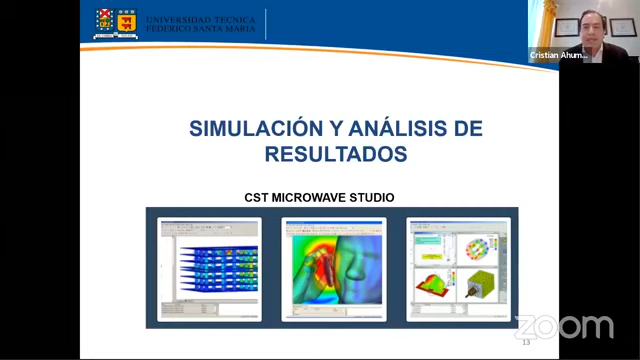 UNIVERSIDAD TECNICA
FEDERICO SANTA MARIA
Cristian Ahum...
SIMULACIÓN Y ANÁLISIS DE
RESULTADOS
CST MICROWAVE STUDIO
zoom
13